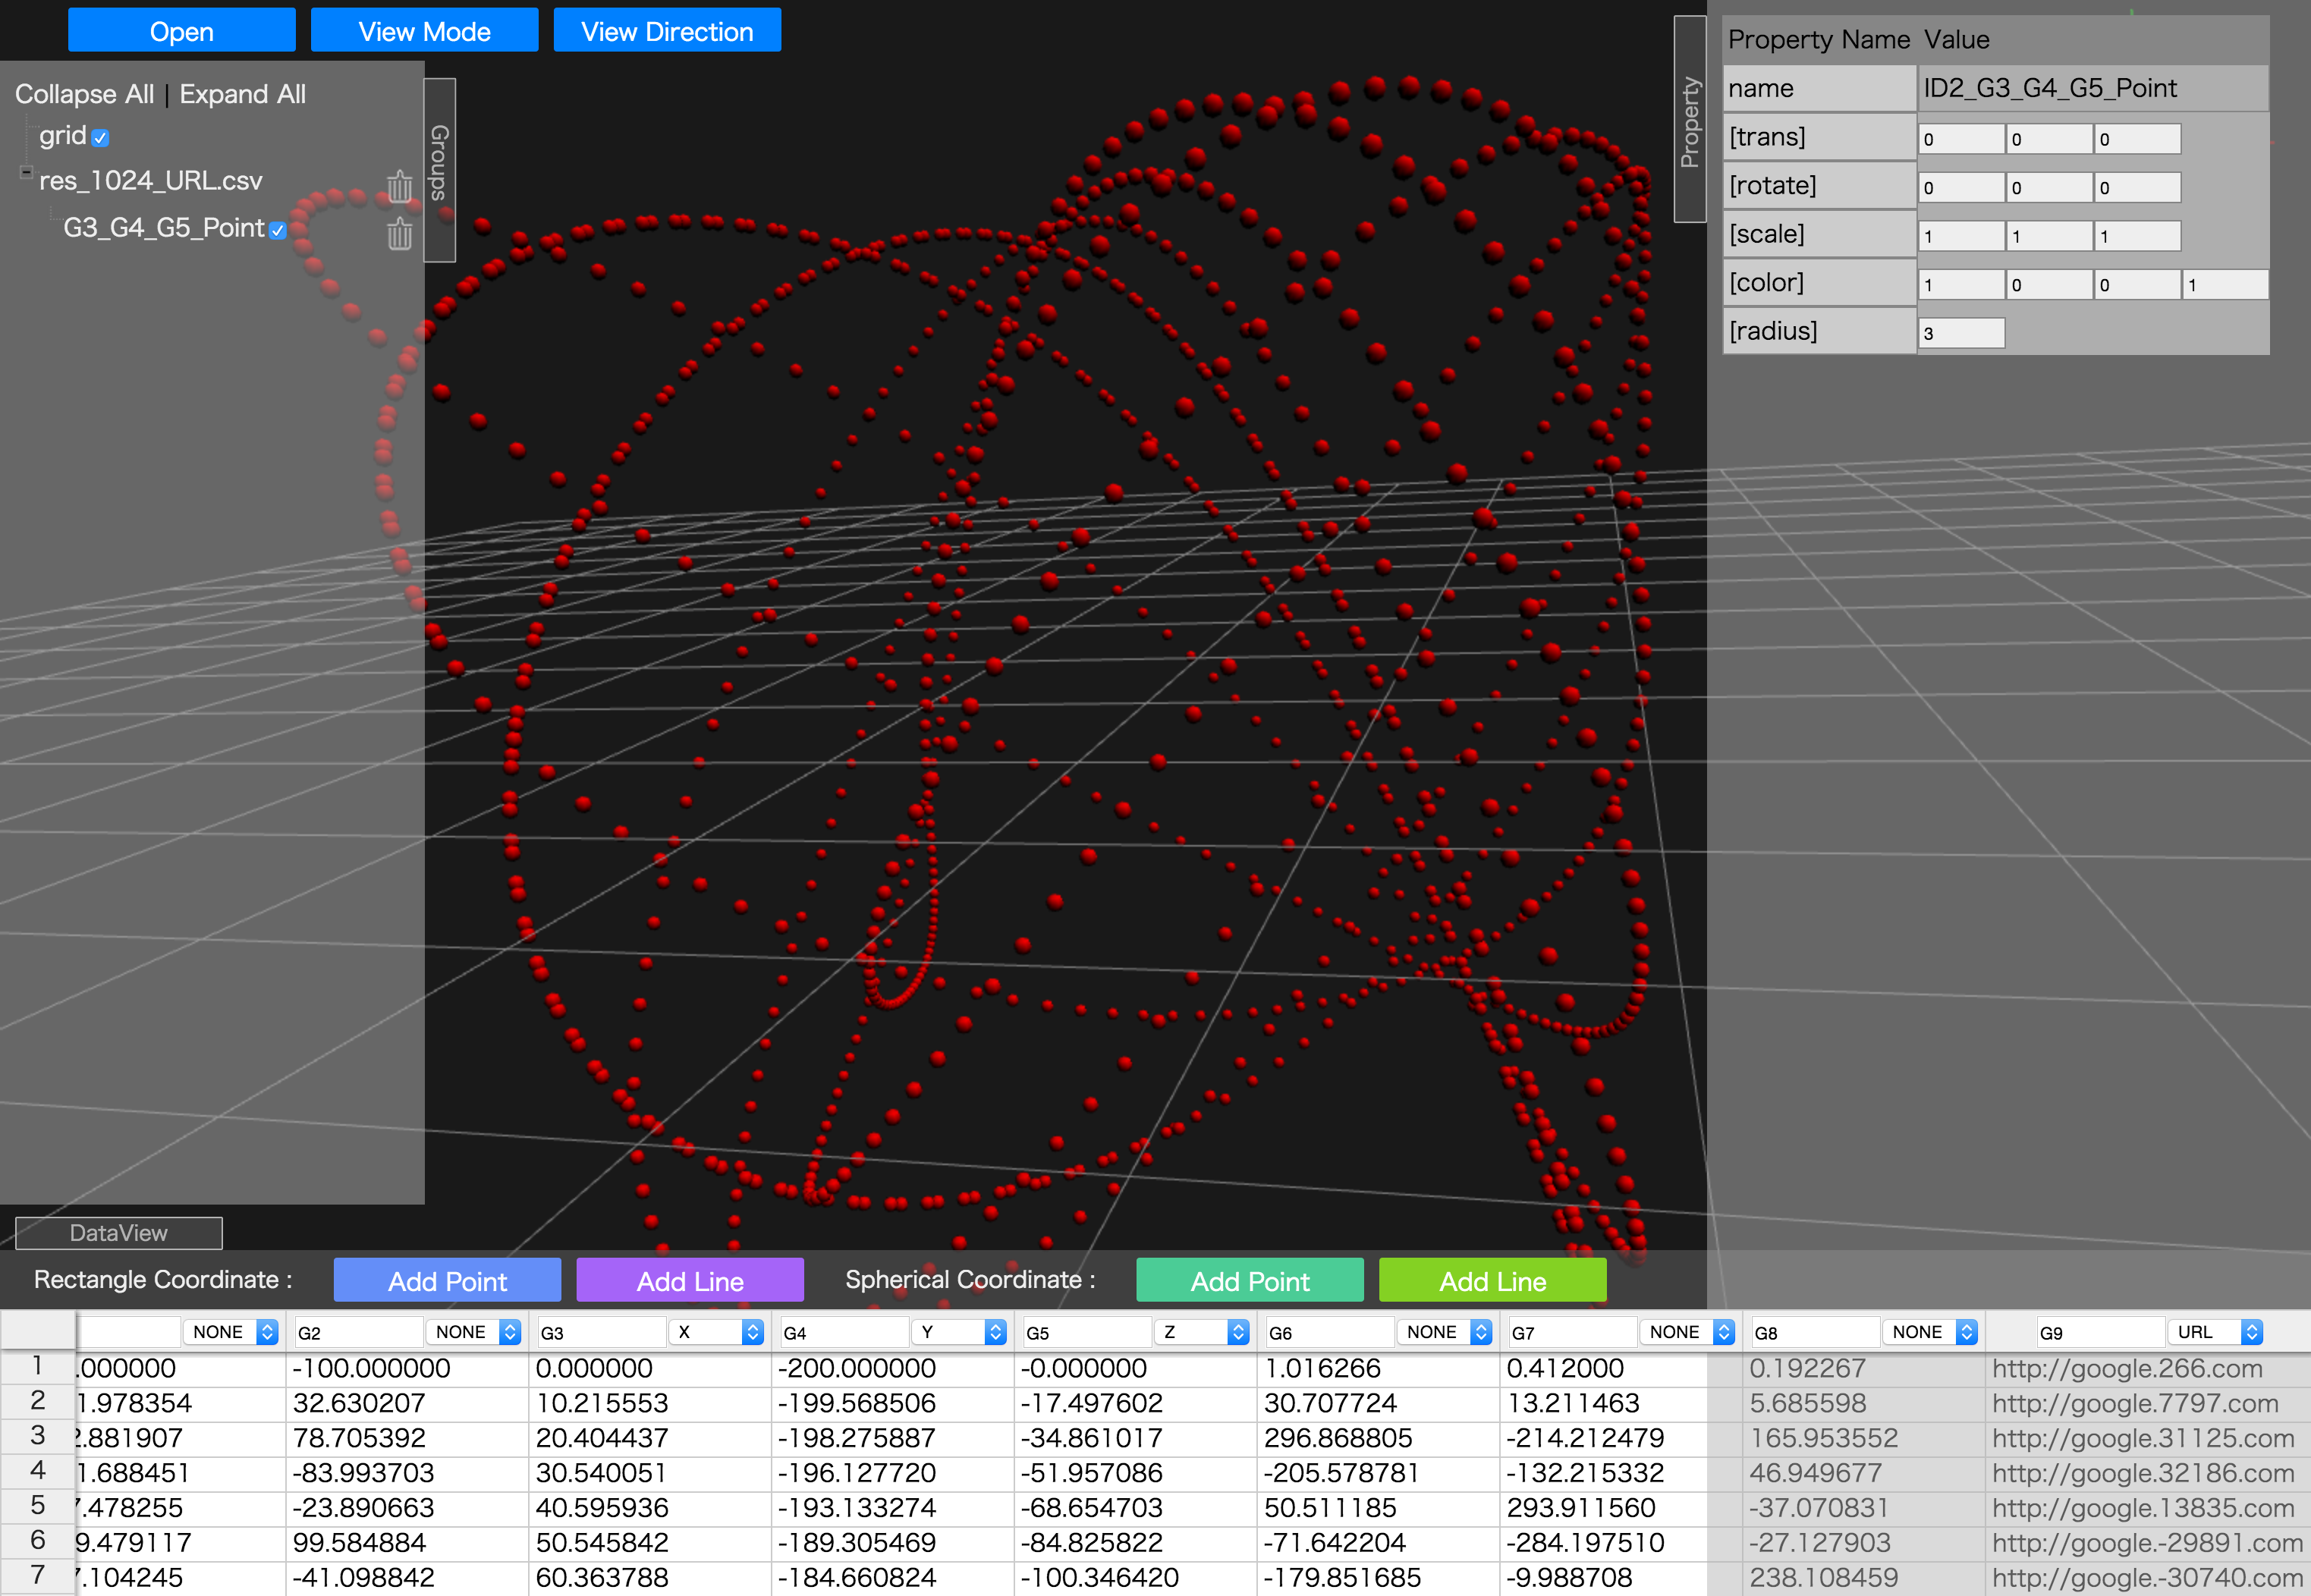 Open View Mode View Direction
Collapse All | Expand All
grid
res_1024_URL.csv
G3_G4_G5_Point
Groups
Property
Property Name Value
name ID2_G3_G4_G5_Point
[trans] 0 0 0
[rotate] 0 0 0
[scale] 1 1 1
[color] 1 0 0 1
[radius] 3
DataView
Rectangle Coordinate : Add Point Add Line Spherical Coordinate : Add Point Add Line
NONE G2 NONE G3 X G4 Y G5 Z G6 NONE G7 NONE G8 NONE G9 URL
1 .000000 -100.000000 0.000000 -200.000000 -0.000000 1.016266 0.412000 0.192267 http://google.266.com
2 1.978354 32.630207 10.215553 -199.568506 -17.497602 30.707724 13.211463 5.685598 http://google.7797.com
3 2.881907 78.705392 20.404437 -198.275887 -34.861017 296.868805 -214.212479 165.953552 http://google.31125.com
4 1.688451 -83.993703 30.540051 -196.127720 -51.957086 -205.578781 -132.215332 46.949677 http://google.32186.com
5 7.478255 -23.890663 40.595936 -193.133274 -68.654703 50.511185 293.911560 -37.070831 http://google.13835.com
6 9.479117 99.584884 50.545842 -189.305469 -84.825822 -71.642204 -284.197510 -27.127903 http://google.-29891.com
7 7.104245 -41.098842 60.363788 -184.660824 -100.346420 -179.851685 -9.988708 238.108459 http://google.-30740.com